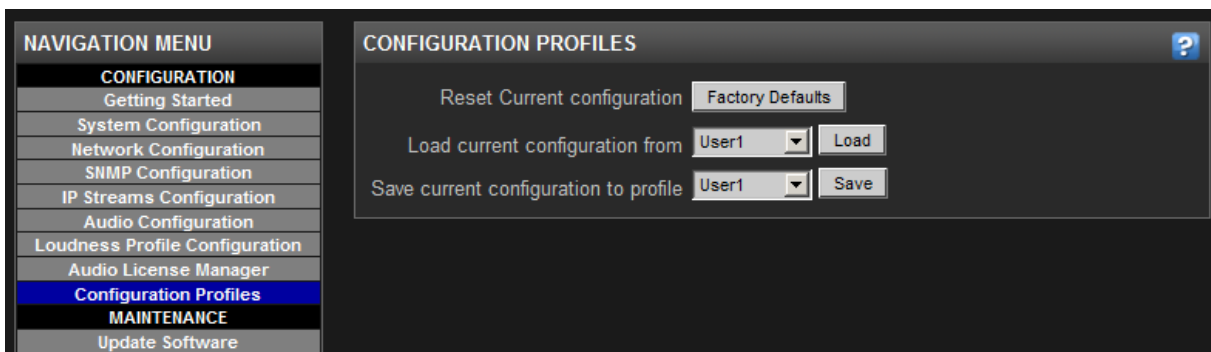 NAVIGATION MENU
CONFIGURATION
Getting Started
System Configuration
Network Configuration
SNMP Configuration
IP Streams Configuration
Audio Configuration
Loudness Profile Configuration
Audio License Manager
Configuration Profiles
MAINTENANCE
Update Software
CONFIGURATION PROFILES ?
Reset Current configuration Factory Defaults
Load current configuration from User1 Load
Save current configuration to profile User1 Save